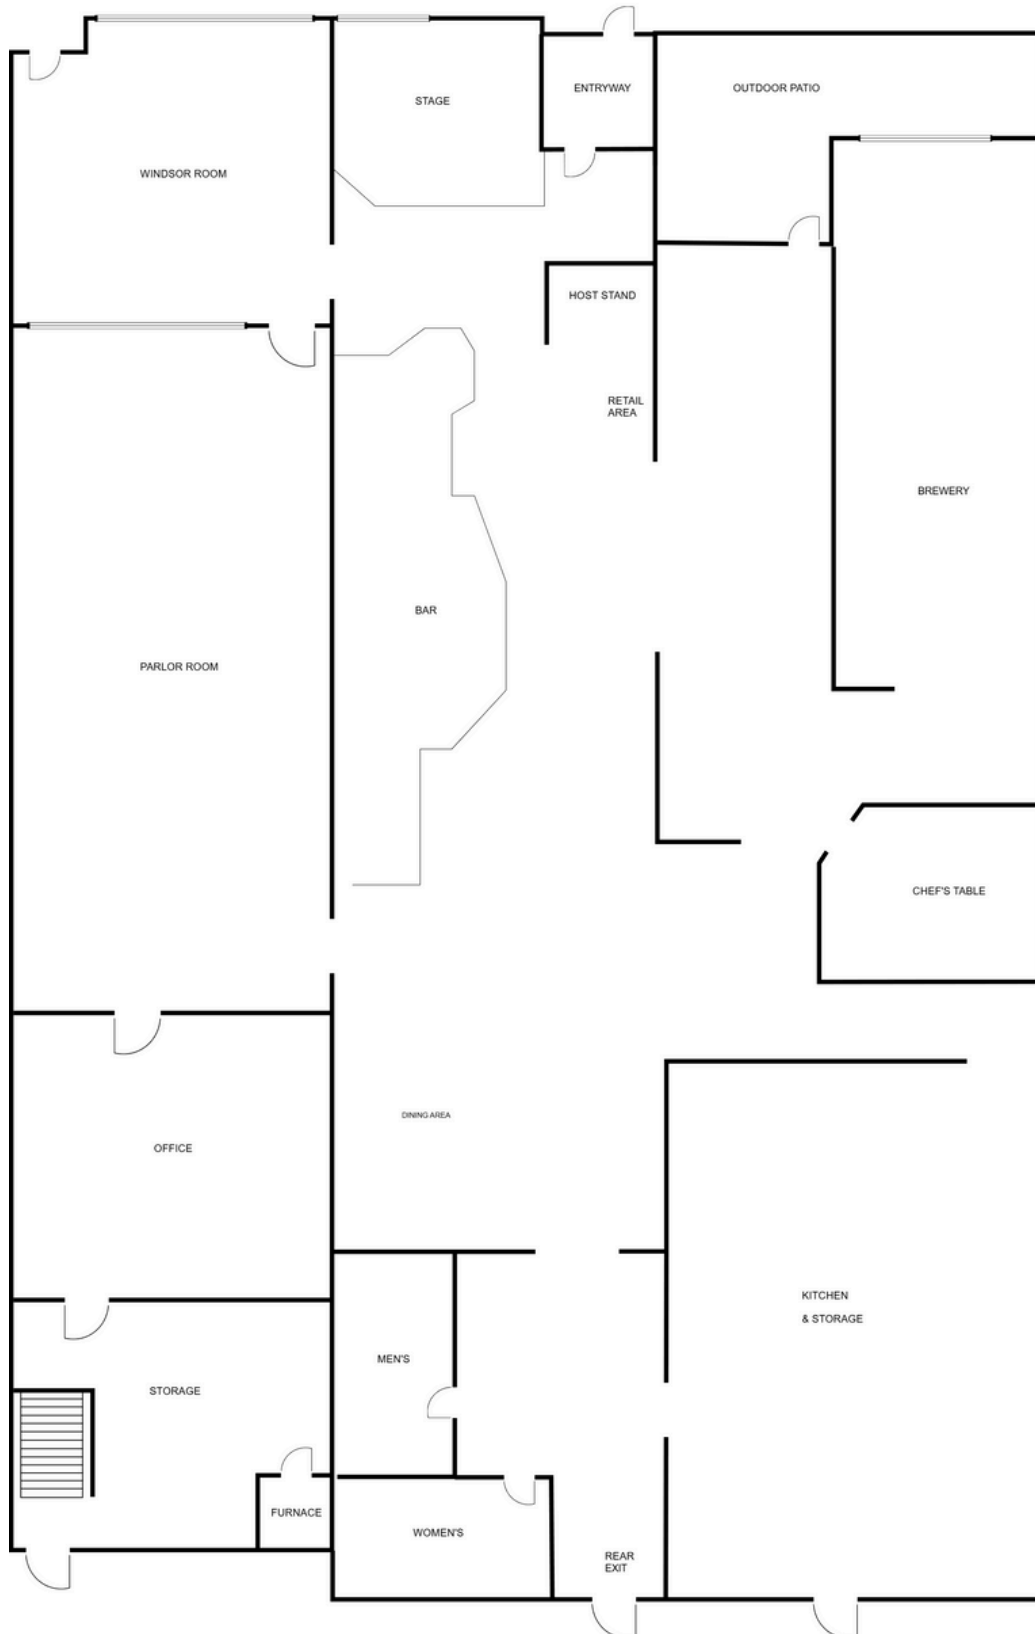 ENTRYWAY
OUTDOOR PATIO
STAGE
WINDSOR ROOM
HOST STAND
RETAIL
AREA
BREWERY
BAR
PARLOR ROOM
CHEF'S TABLE
DINING AREA
OFFICE
KITCHEN
& STORAGE
MEN'S
STORAGE
FURNACE
WOMEN'S
REAR
EXIT